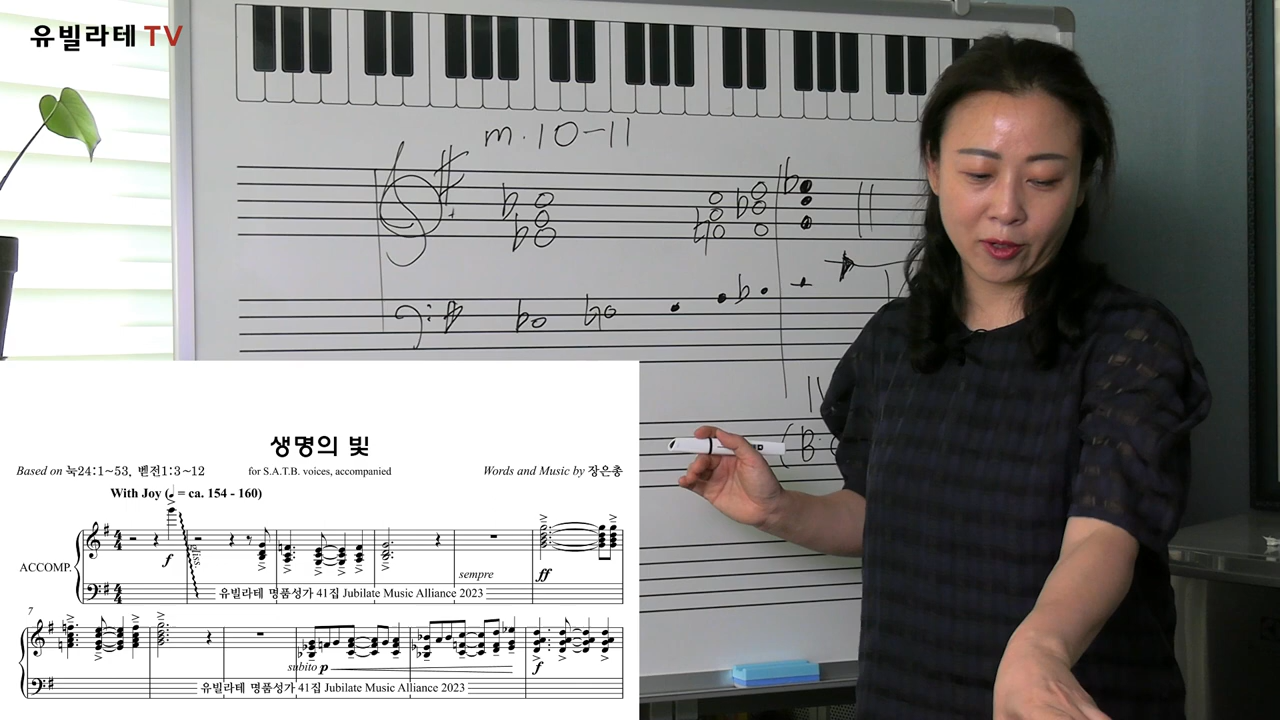 유빌라테 TV
m. 10-11
IV
(B
생명의 빛
Based on 눅24:1~53, 벧전1:3~12
for S.A.T.B. voices, accompanied
Words and Music by 장은총
With Joy (♩ = ca. 154 - 160)
ACCOMP.
f
sempre
ff
유빌라테 명품성가 41집 Jubilate Music Alliance 2023
7
subito p
f
유빌라테 명품성가 41집 Jubilate Music Alliance 2023